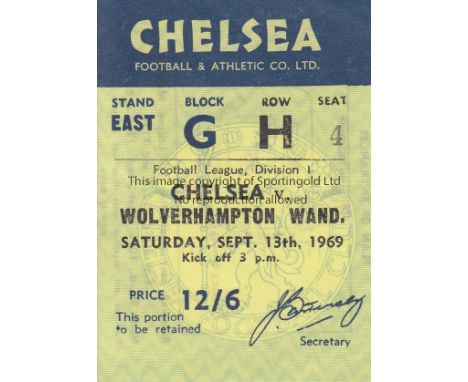 CHELSEA
FOOTBALL & ATHLETIC CO. LTD.
STAND BLOCK ROW SEAT
EAST G H 4
Football League, Division 1
This image copyright of Sportingold Ltd
CHELSEA v.
No reproduction allowed
WOLVERHAMPTON WAND.
SATURDAY, SEPT. 13th, 1969
Kick off 3 p.m.
PRICE 12/6
This portion
to be retained
Secretary